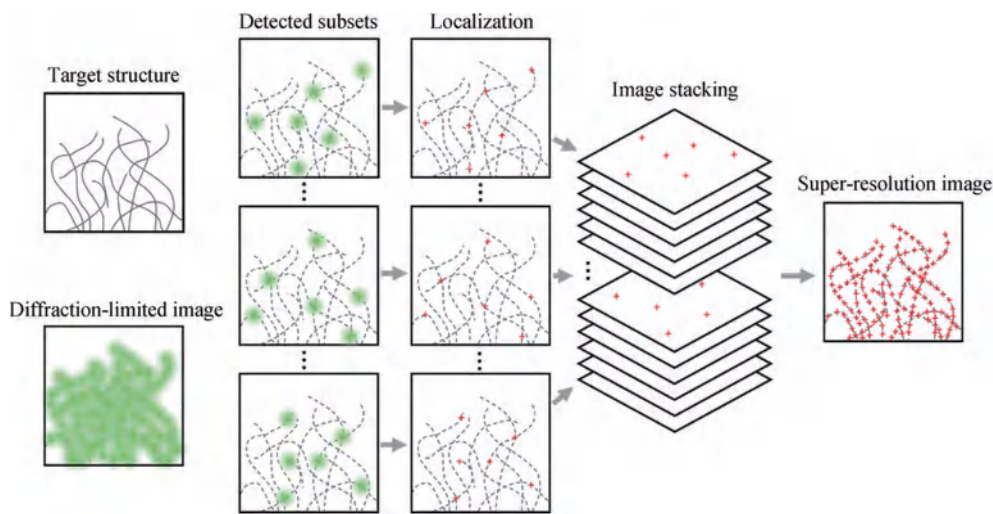 Target structure
Diffraction-limited image
Detected subsets
Localization
Image stacking
Super-resolution image